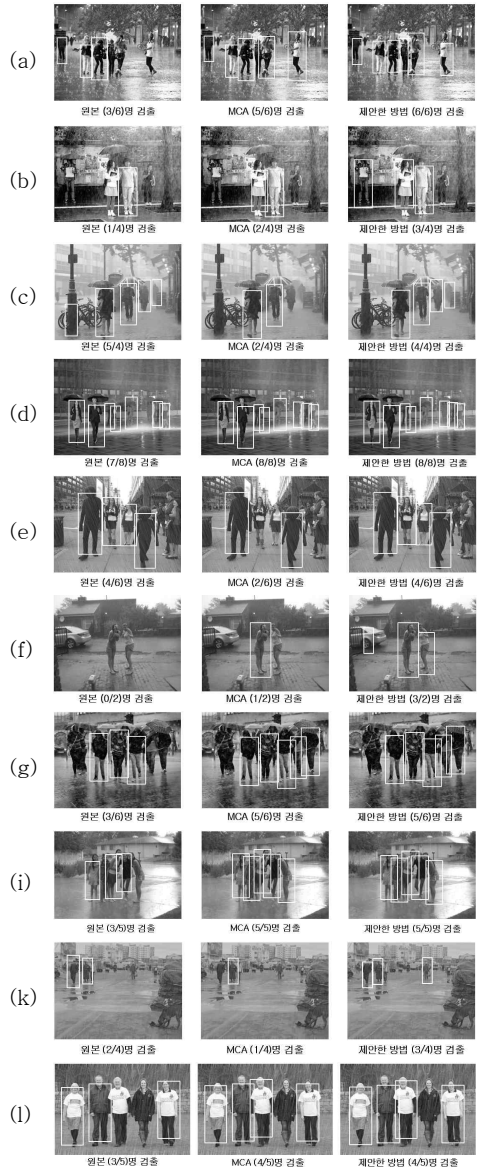 (a)
원본 (3/6)명 검출 MCA (5/6)명 검출 제안한 방법 (6/6)명 검출
(b)
원본 (1/4)명 검출 MCA (2/4)명 검출 제안한 방법 (3/4)명 검출
(c)
원본 (5/4)명 검출 MCA (2/4)명 검출 제안한 방법 (4/4)명 검출
(d)
원본 (7/8)명 검출 MCA (8/8)명 검출 제안한 방법 (8/8)명 검출
(e)
원본 (4/6)명 검출 MCA (2/6)명 검출 제안한 방법 (4/6)명 검출
(f)
원본 (0/2)명 검출 MCA (1/2)명 검출 제안한 방법 (3/2)명 검출
(g)
원본 (3/6)명 검출 MCA (5/6)명 검출 제안한 방법 (5/6)명 검출
(i)
원본 (3/5)명 검출 MCA (5/5)명 검출 제안한 방법 (5/5)명 검출
(k)
원본 (2/4)명 검출 MCA (1/4)명 검출 제안한 방법 (3/4)명 검출
(l)
원본 (3/5)명 검출 MCA (4/5)명 검출 제안한 방법 (4/5)명 검출